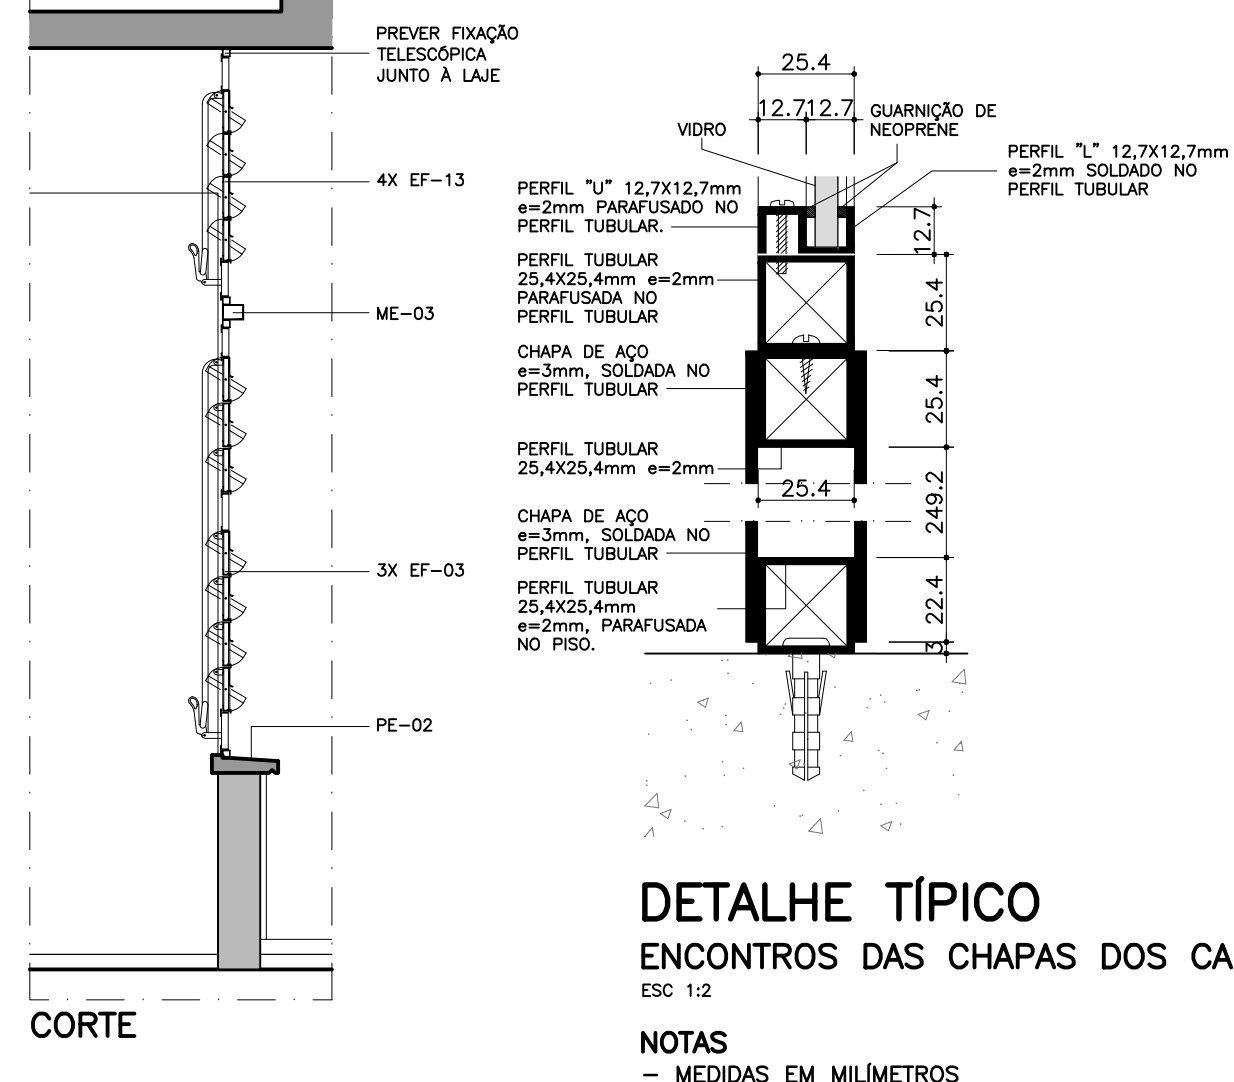 PREVER FIXAÇÃO
TELESCÓPICA
JUNTO À LAJE
4X EF-13
ME-03
3X EF-03
PE-02
CORTE
25.4
12.7
12.7
VIDRO
GUARNIÇÃO DE
NEOPRENE
PERFIL "L" 12,7X12,7mm
e=2mm SOLDADO NO
PERFIL TUBULAR
PERFIL "U" 12,7X12,7mm
e=2mm PARAFUSADO NO
PERFIL TUBULAR.
12.7
PERFIL TUBULAR
25,4X25,4mm e=2mm
PARAFUSADA NO
PERFIL TUBULAR
25.4
CHAPA DE AÇO
e=3mm, SOLDADA NO
PERFIL TUBULAR
25.4
PERFIL TUBULAR
25,4X25,4mm e=2mm
25.4
249.2
CHAPA DE AÇO
e=3mm, SOLDADA NO
PERFIL TUBULAR
PERFIL TUBULAR
25,4X25,4mm
e=2mm, PARAFUSADA
NO PISO.
22.4
3
DETALHE TÍPICO
ENCONTROS DAS CHAPAS DOS CA
ESC 1:2
NOTAS
- MEDIDAS EM MILÍMETROS